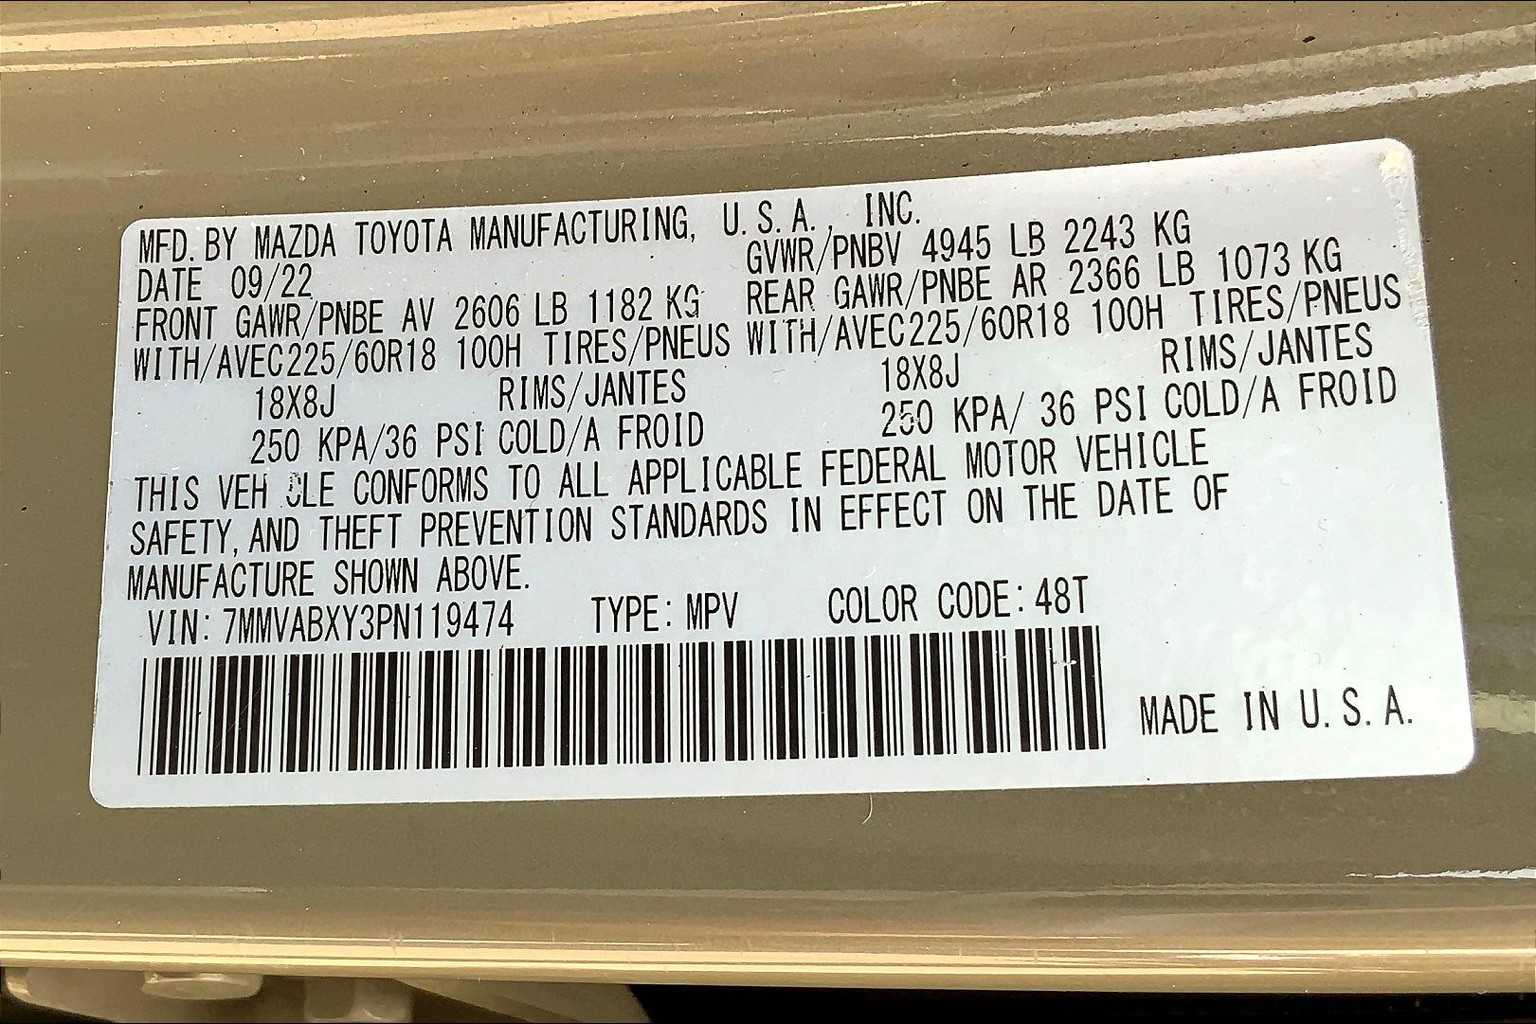 MFD. BY MAZDA TOYOTA MANUFACTURING, U.S.A., INC.
DATE 09/22 GVWR/PNBV 4945 LB 2243 KG
FRONT GAWR/PNBE AV 2606 LB 1182 KG REAR GAWR/PNBE AR 2366 LB 1073 KG
WITH/AVEC225/60R18 100H TIRES/PNEUS WITH/AVEC225/60R18 100H TIRES/PNEUS
18X8J RIMS/JANTES 18X8J RIMS/JANTES
250 KPA/36 PSI COLD/A FROID 250 KPA/ 36 PSI COLD/A FROID
THIS VEH CLE CONFORMS TO ALL APPLICABLE FEDERAL MOTOR VEHICLE
SAFETY, AND THEFT PREVENTION STANDARDS IN EFFECT ON THE DATE OF
MANUFACTURE SHOWN ABOVE.
VIN: 7MMVABXY3PN119474 TYPE: MPV COLOR CODE: 48T
MADE IN U.S.A.